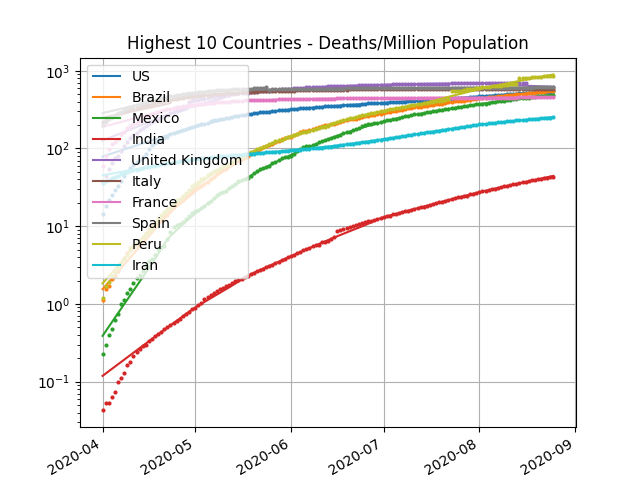 Highest 10 Countries - Deaths/Million Population
10³
10²
10¹
10⁰
10⁻¹
US
Brazil
Mexico
India
United Kingdom
Italy
France
Spain
Peru
Iran
2020-04
2020-05
2020-06
2020-07
2020-08
2020-09